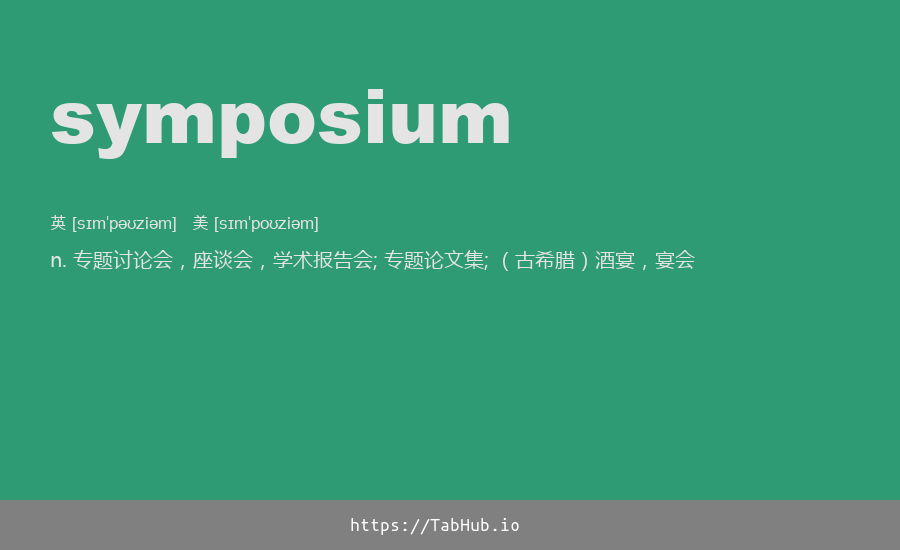 symposium
英 [sɪmˈpəʊziəm] 美 [sɪmˈpoʊziəm]
n. 专题讨论会，座谈会，学术报告会; 专题论文集; （古希腊）酒宴，宴会
https://TabHub.io